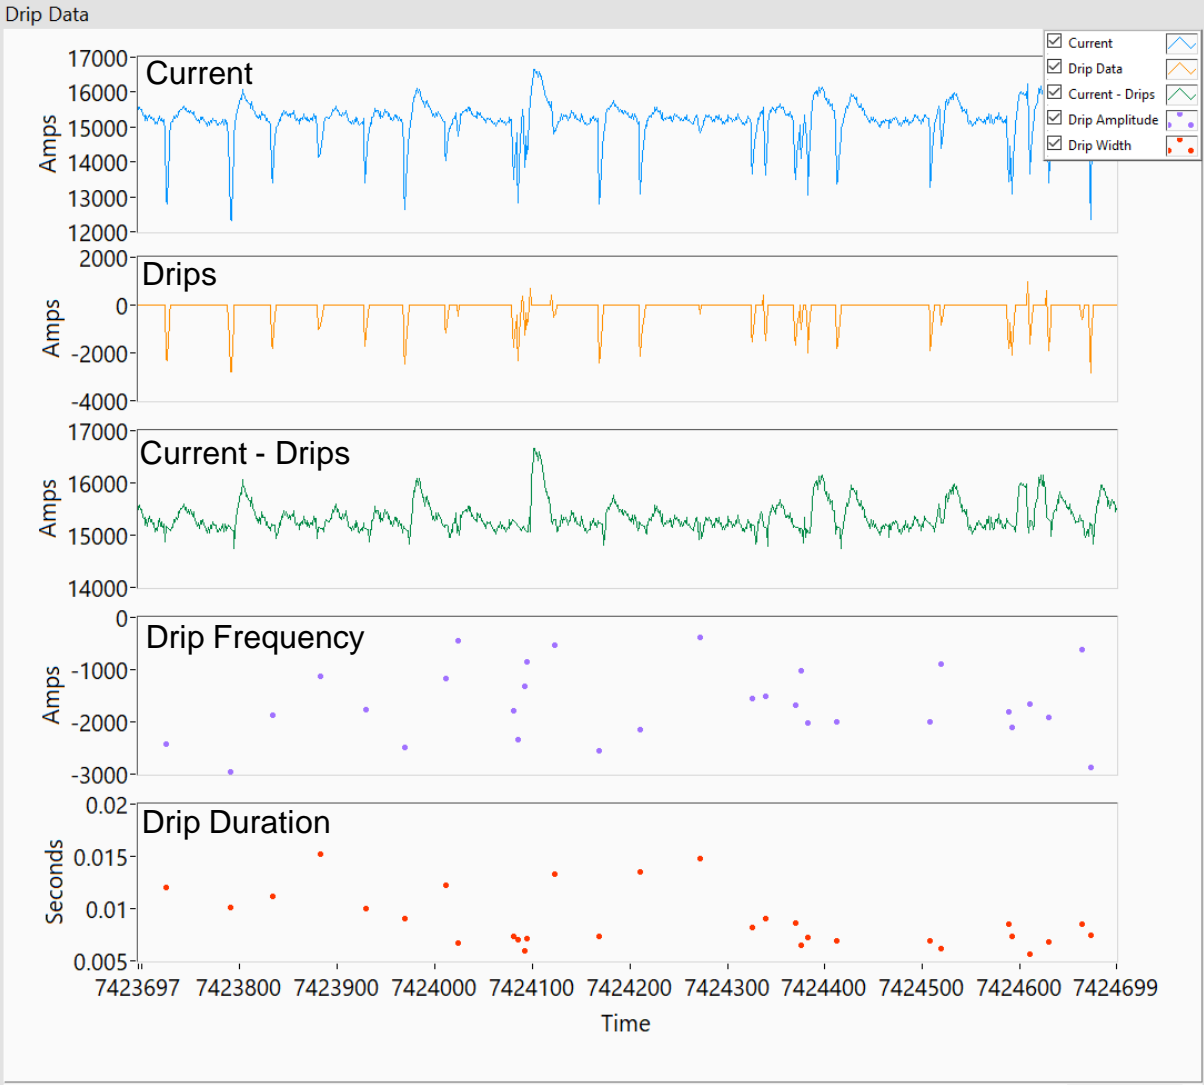 Drip Data
Current
Drip Data
Current - Drips
Drip Amplitude
Drip Width
Current
Amps
17000
16000
15000
14000
13000
12000
Drips
Amps
2000
0
-2000
-4000
Current - Drips
Amps
17000
16000
15000
14000
Drip Frequency
Amps
0
-1000
-2000
-3000
Drip Duration
Seconds
0.02
0.015
0.01
0.005
7423697 7423800 7423900 7424000 7424100 7424200 7424300 7424400 7424500 7424600 7424699
Time